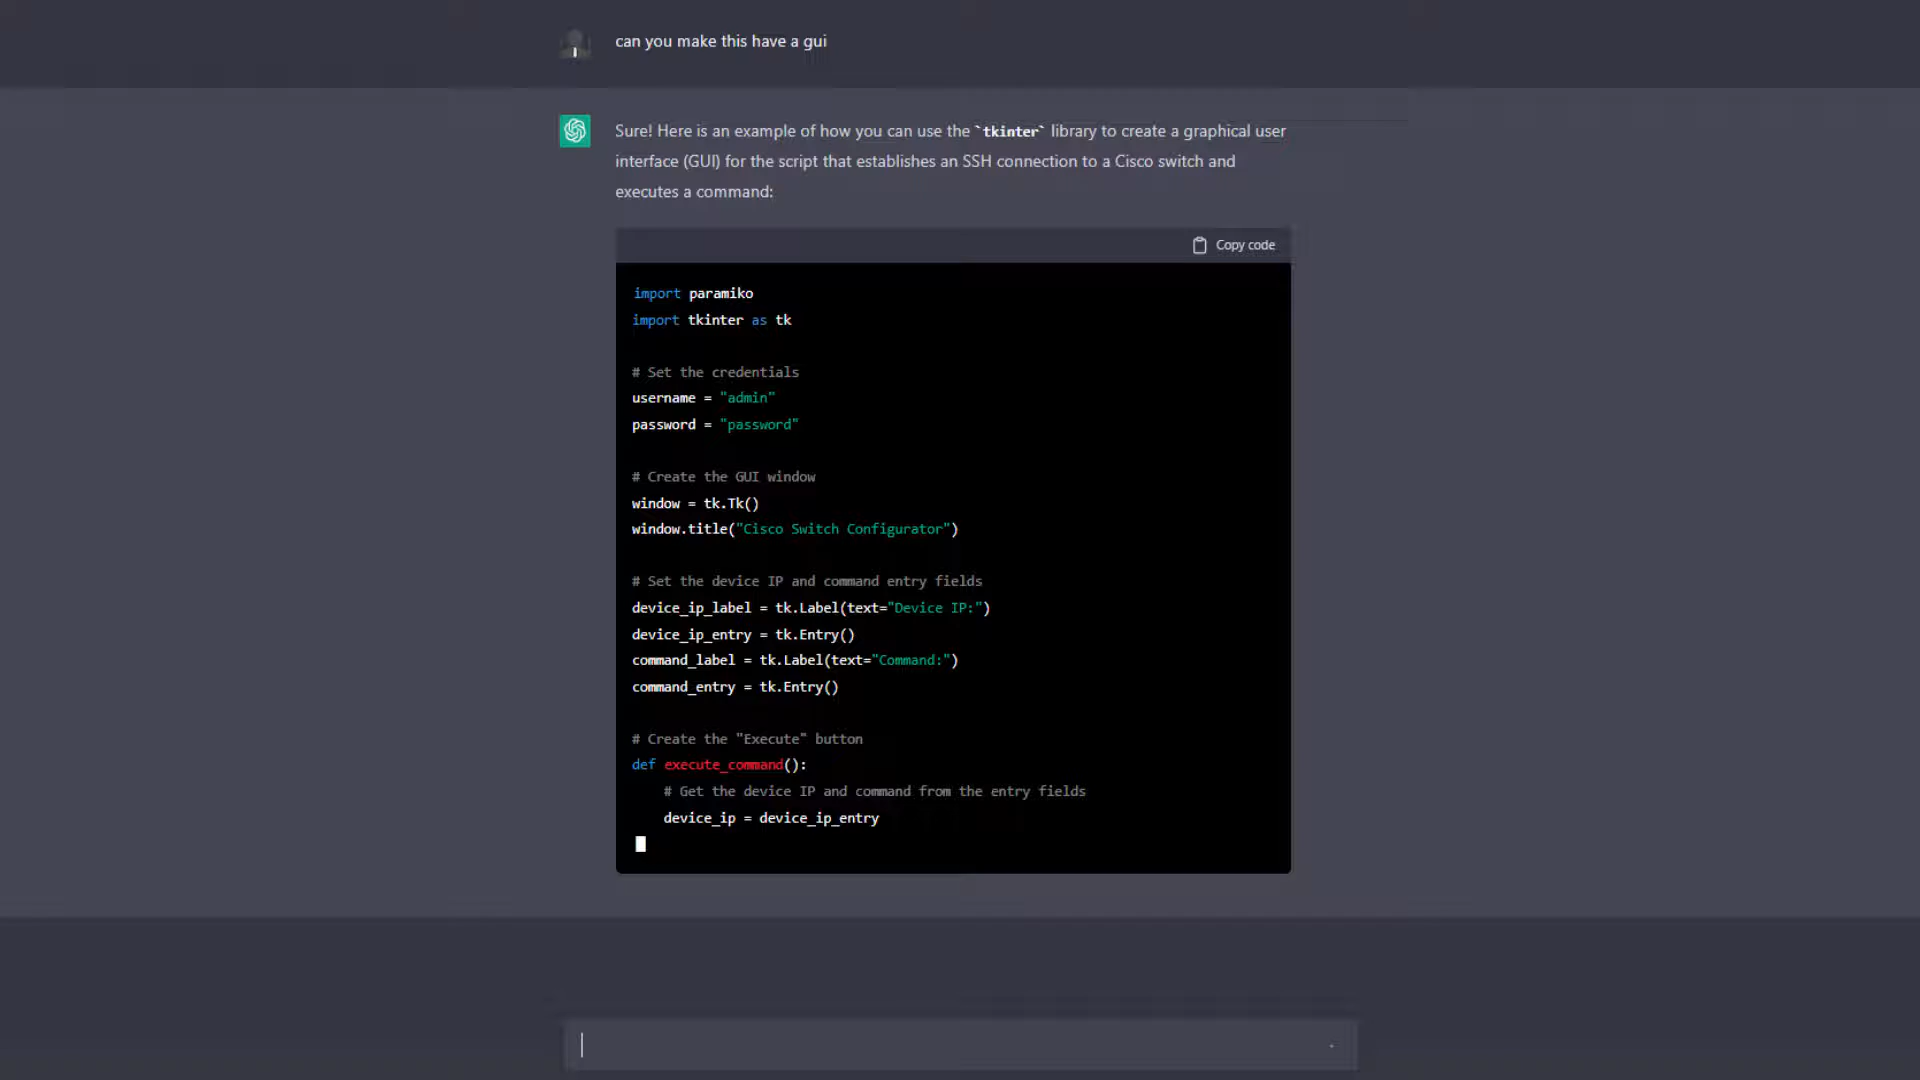 can you make this have a gui
Sure! Here is an example of how you can use the `tkinter` library to create a graphical user
interface (GUI) for the script that establishes an SSH connection to a Cisco switch and
executes a command:
Copy code
import paramiko
import tkinter as tk
# Set the credentials
username = "admin"
password = "password"
# Create the GUI window
window = tk.Tk()
window.title("Cisco Switch Configurator")
# Set the device IP and command entry fields
device_ip_label = tk.Label(text="Device IP:")
device_ip_entry = tk.Entry()
command_label = tk.Label(text="Command:")
command_entry = tk.Entry()
# Create the "Execute" button
def execute_command():
    # Get the device IP and command from the entry fields
    device_ip = device_ip_entry